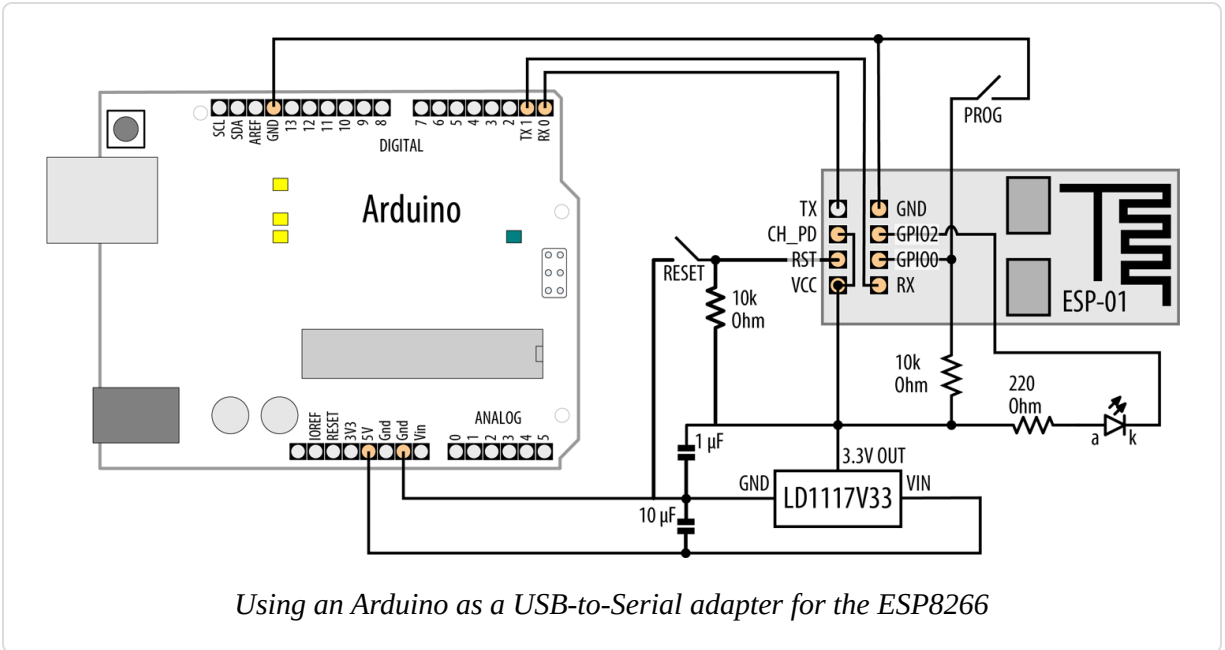 SCL
SDA
AREF
GND
13
12
11
10
9
8
7
6
5
4
3
2
TX 1
RX 0
DIGITAL
PROG
Arduino
TX
GND
CH_PD
GPIO2
RST
GPIO0
VCC
RX
RESET
ESP-01
10k
Ohm
10k
Ohm
220
Ohm
a
k
IOREF
RESET
3V3
5V
Gnd
Gnd
Vin
ANALOG
0
1
2
3
4
5
1 µF
3.3V OUT
GND
LD1117V33
VIN
10 µF
Using an Arduino as a USB-to-Serial adapter for the ESP8266